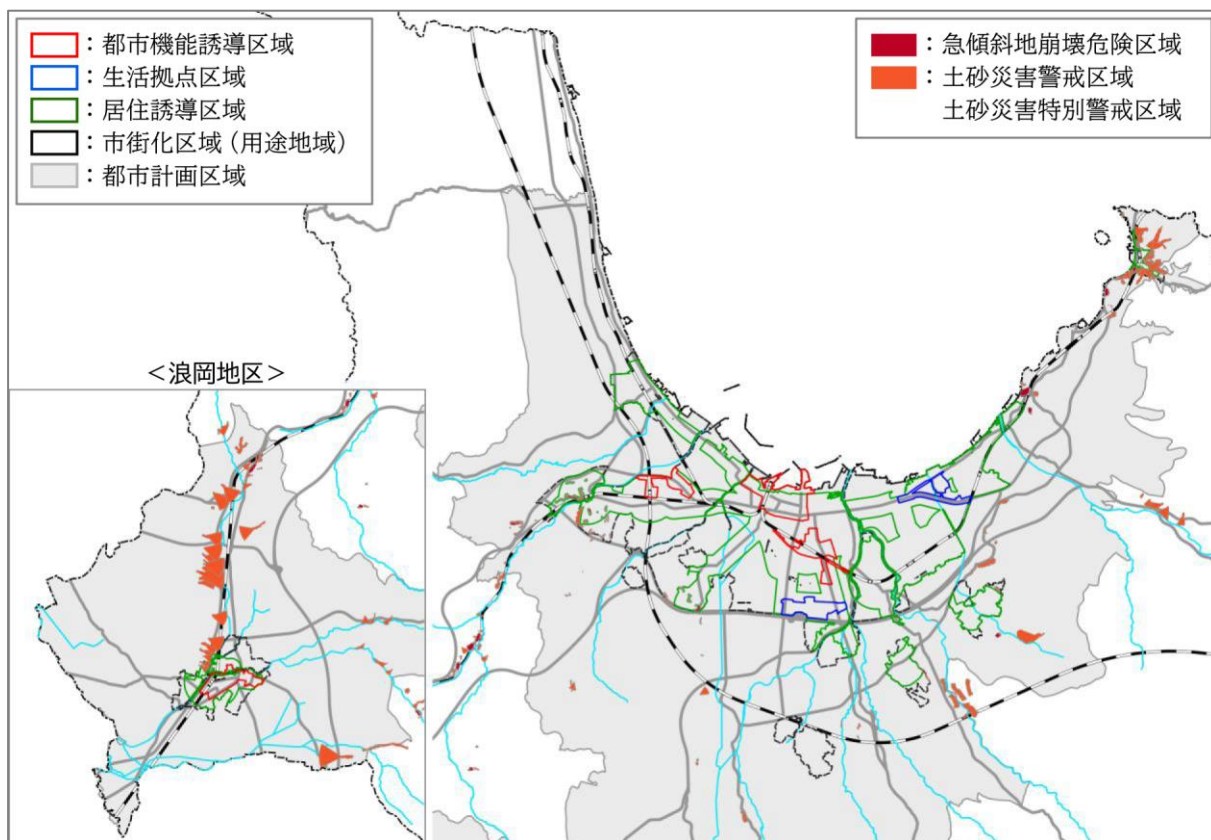 ：都市機能誘導区域
：生活拠点区域
：居住誘導区域
：市街化区域（用途地域）
：都市計画区域
：急傾斜地崩壊危険区域
：土砂災害警戒区域
土砂災害特別警戒区域
＜浪岡地区＞